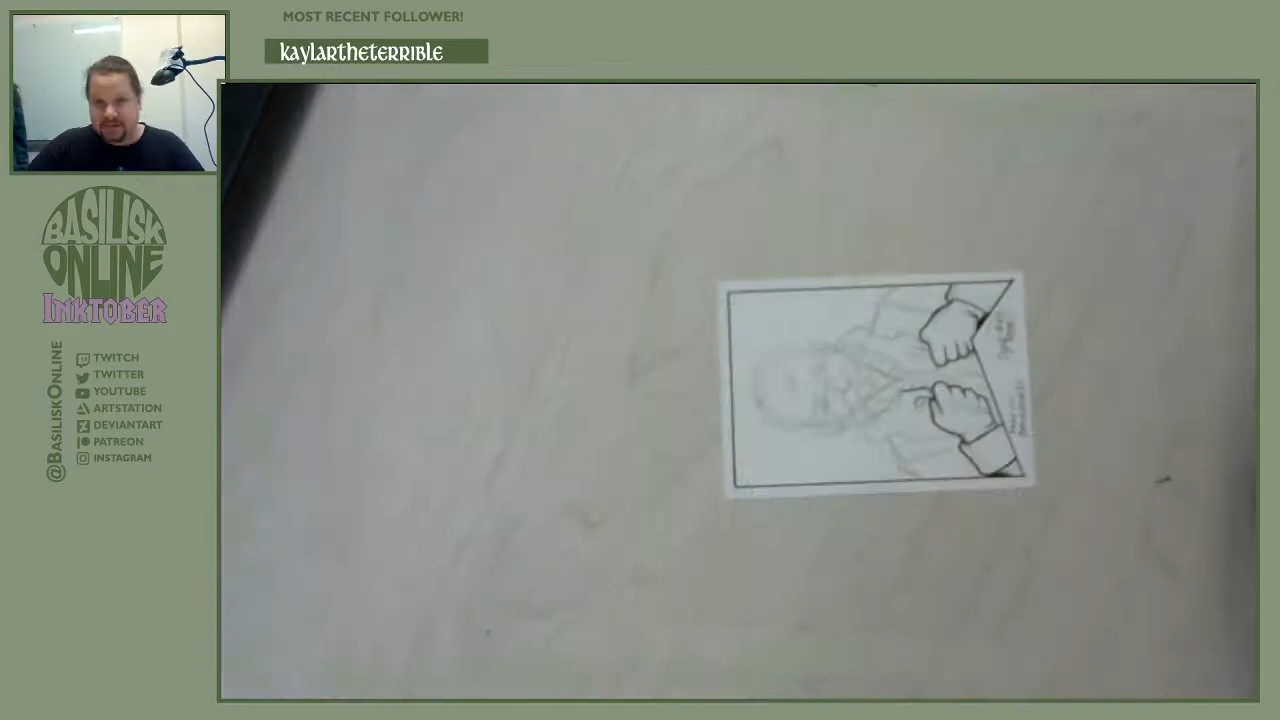 MOST RECENT FOLLOWER!
kaylartheterrible
BASILISK
ONLINE
INKTOBER
@BASILISKONLINE
TWITCH
TWITTER
YOUTUBE
ARTSTATION
DEVIANTART
PATREON
INSTAGRAM